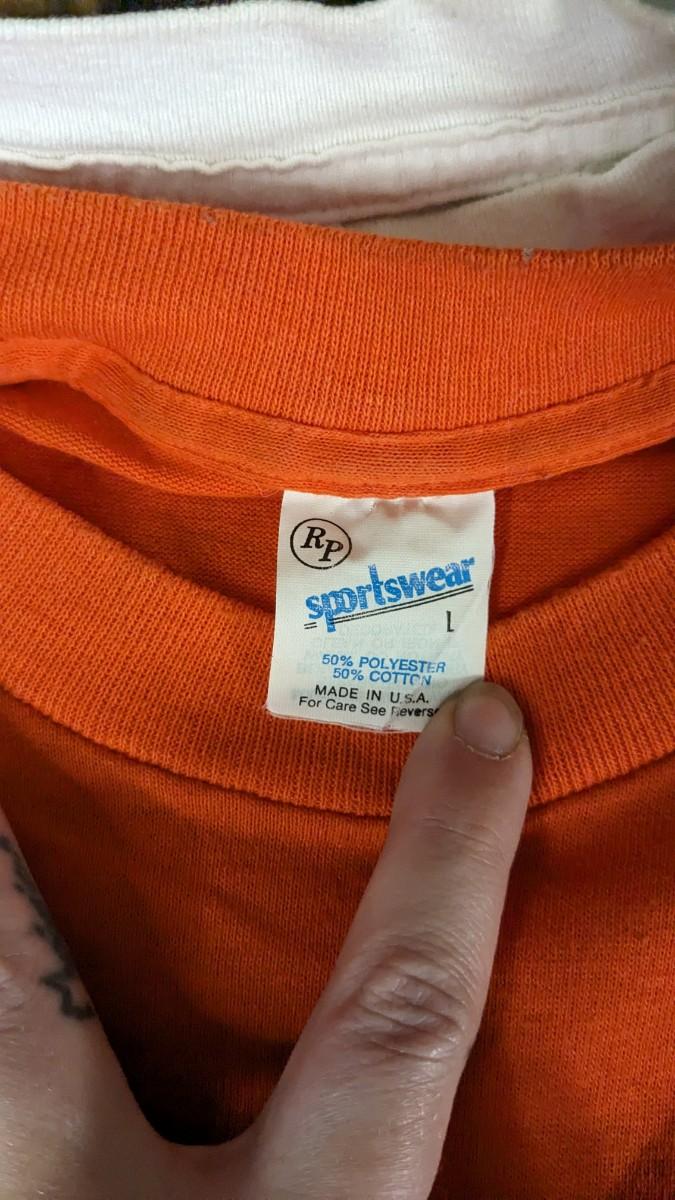 RP
sportswear
L
50% POLYESTER
50% COTTON
MADE IN U.S.A.
For Care See Reverse